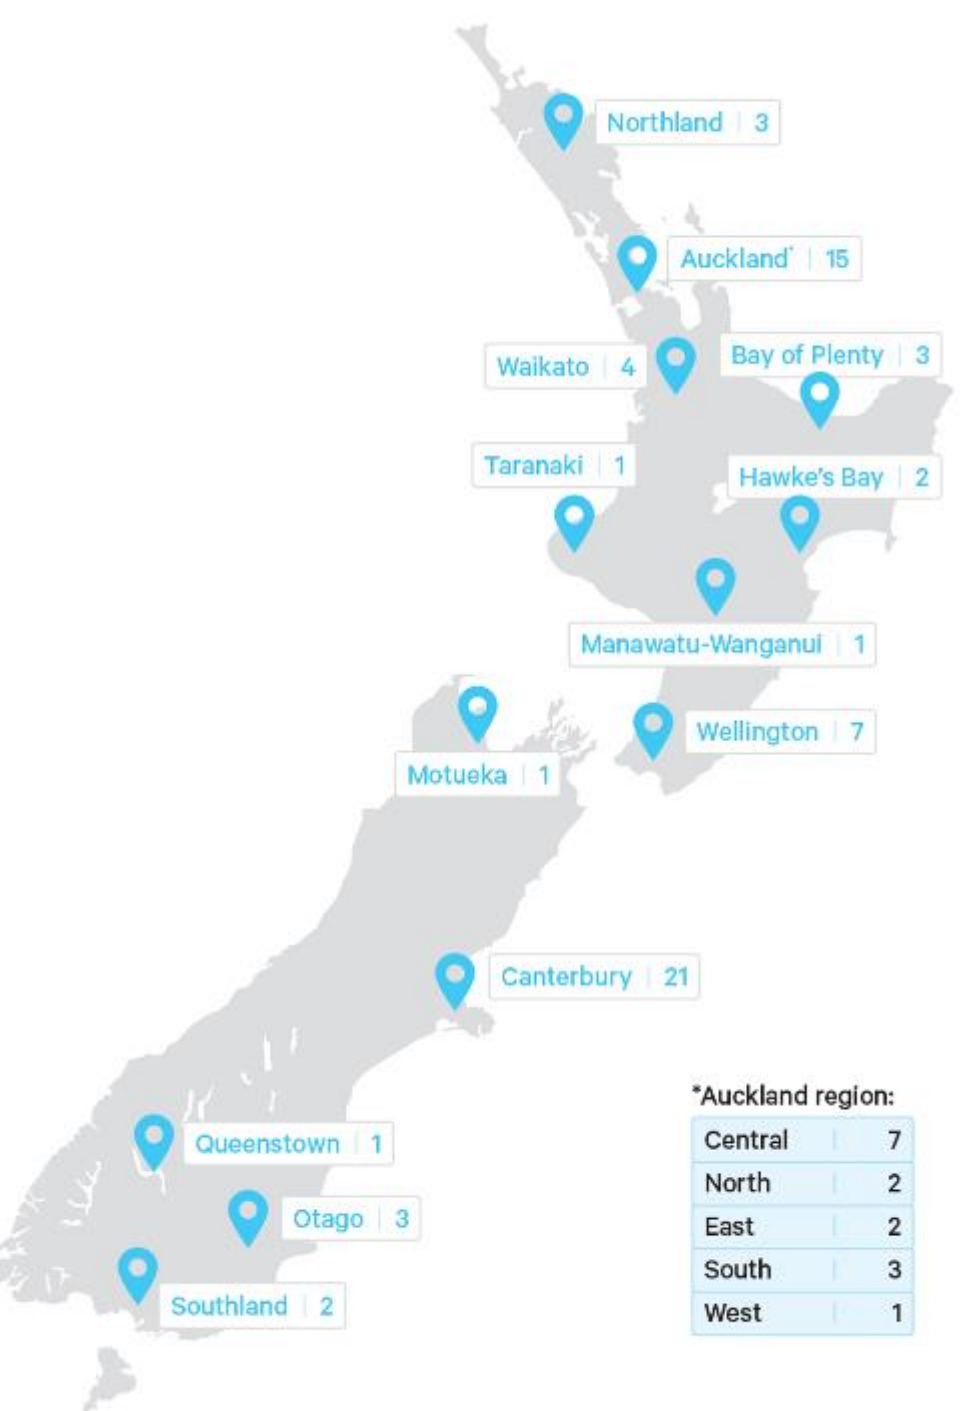 Northland | 3
Auckland* | 15
Bay of Plenty | 3
Waikato | 4
Taranaki | 1
Hawke's Bay | 2
Manawatu-Wanganui | 1
Wellington | 7
Motueka | 1
Canterbury | 21
*Auckland region:
Central | 7
Queenstown | 1
North | 2
Otago | 3
East | 2
South | 3
Southland | 2
West | 1